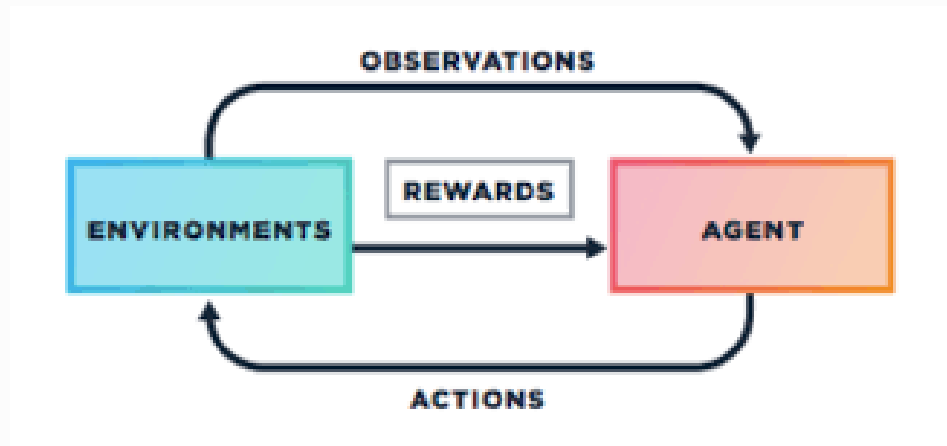 OBSERVATIONS
REWARDS
ENVIRONMENTS
AGENT
ACTIONS